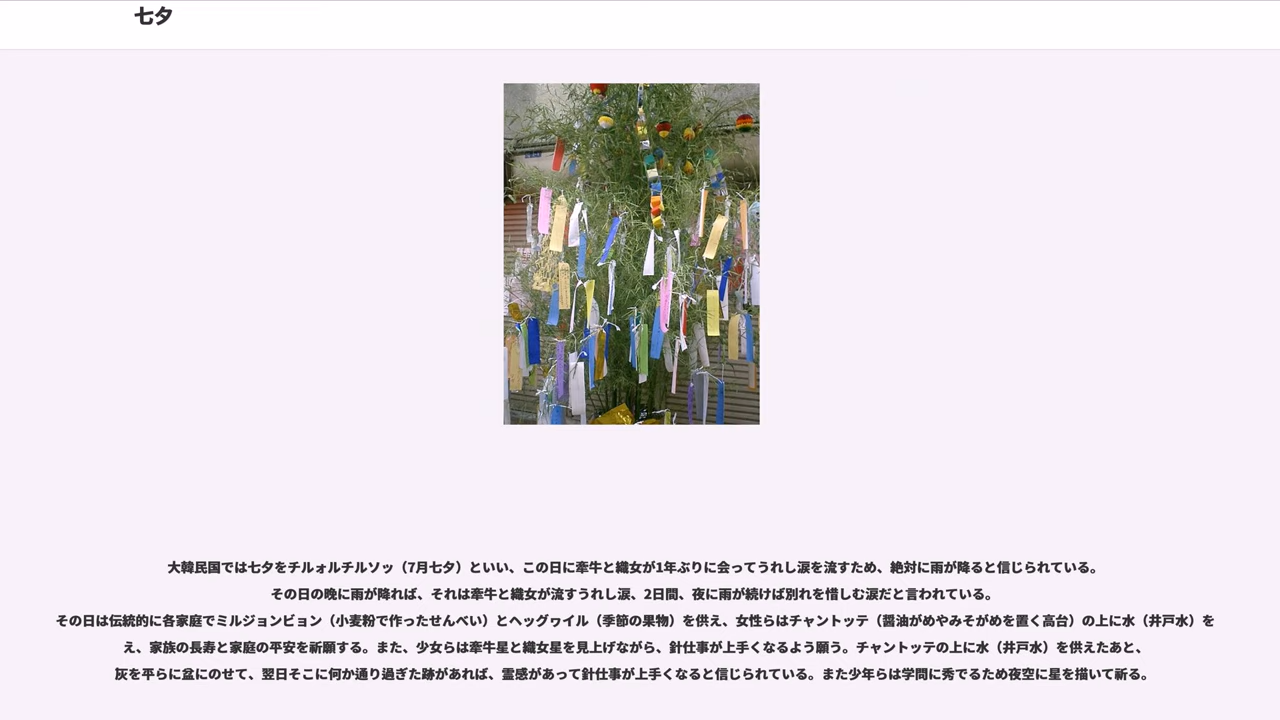 七夕
大韓民国では七夕をチルォルチルソッ（7月七夕）といい、この日に牽牛と織女が1年ぶりに会ってうれし涙を流すため、絶対に雨が降ると信じられている。
その日の晩に雨が降れば、それは牽牛と織女が流すうれし涙、2日間、夜に雨が続けば別れを惜しむ涙だと言われている。
その日は伝統的に各家庭でミルジョンビョン（小麦粉で作ったせんべい）とヘッグヮイル（季節の果物）を供え、女性らはチャントッテ（醤油がめやみそがめを置く高台）の上に水（井戸水）を
え、家族の長寿と家庭の平安を祈願する。また、少女らは牽牛星と織女星を見上げながら、針仕事が上手くなるよう願う。チャントッテの上に水（井戸水）を供えたあと、
灰を平らに盆にのせて、翌日そこに何か通り過ぎた跡があれば、霊感があって針仕事が上手くなると信じられている。また少年らは学問に秀でるため夜空に星を描いて祈る。